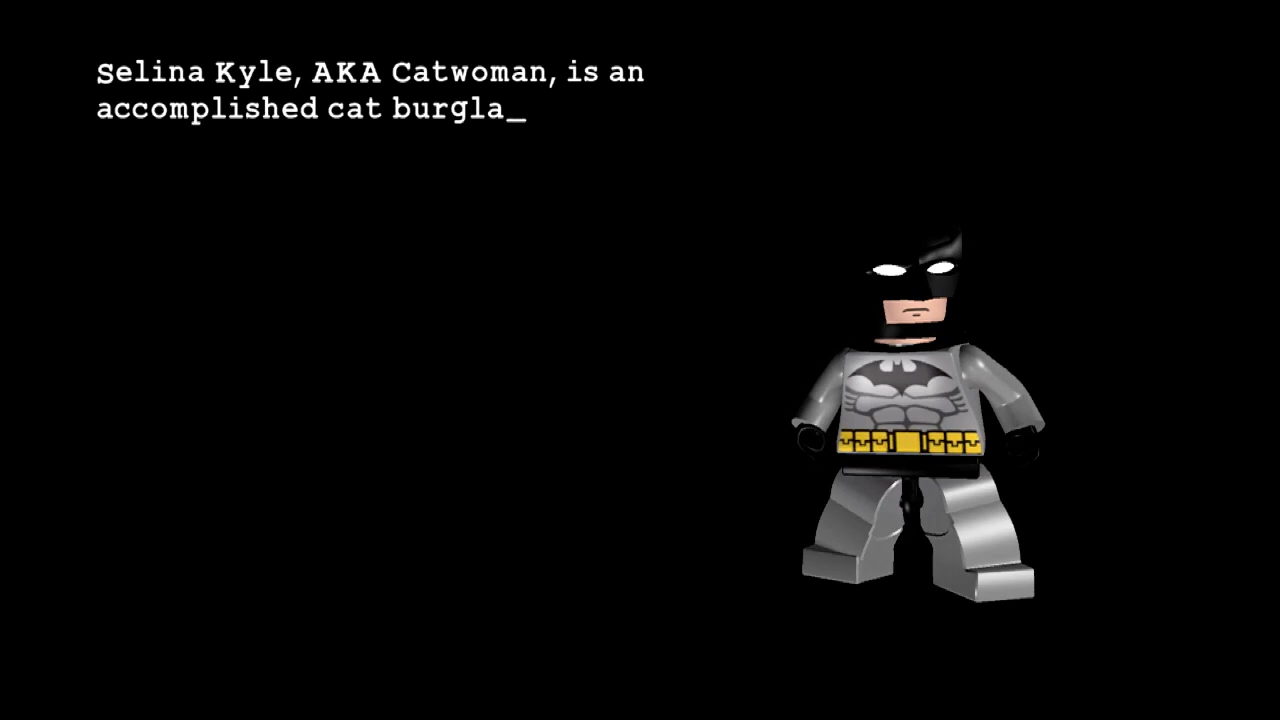 Selina Kyle, AKA Catwoman, is an
accomplished cat burgla_